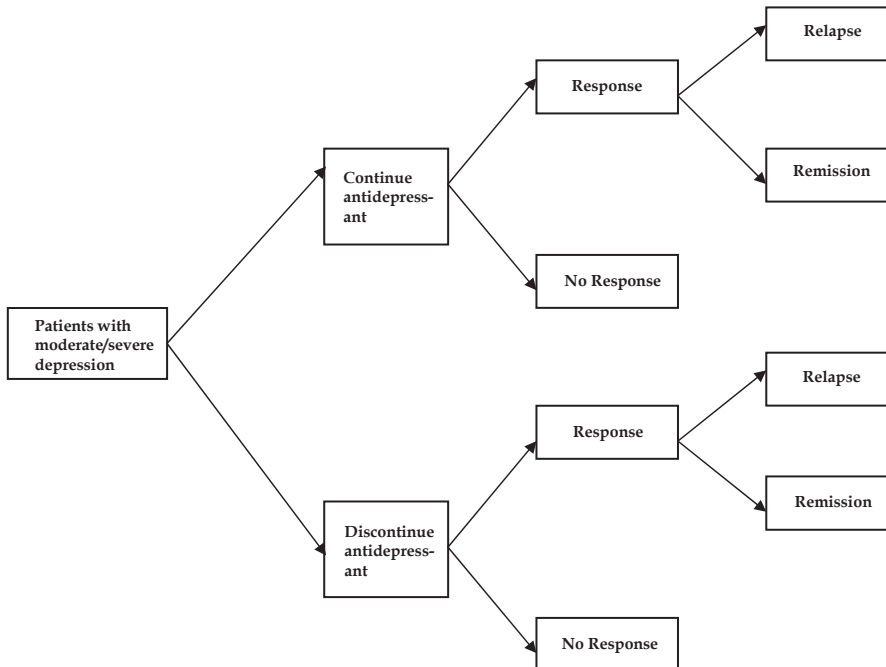 Relapse
Response
Remission
Continue
antidepress-
ant
No Response
Patients with
moderate/severe
depression
Relapse
Response
Remission
Discontinue
antidepress-
ant
No Response